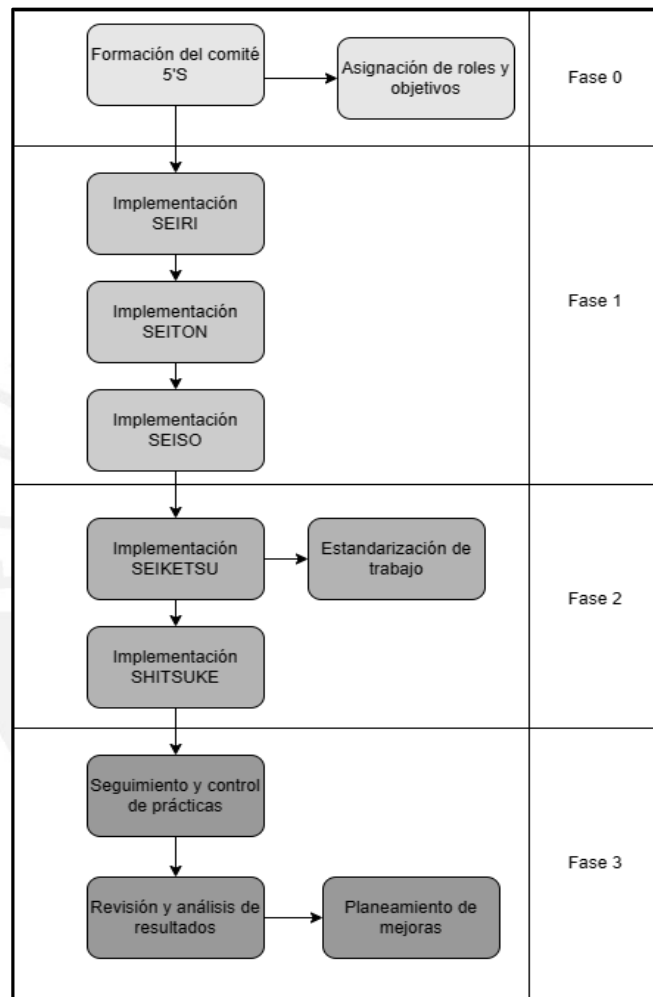 Formación del comité
5'S
Asignación de roles y
objetivos
Fase 0
Implementación
SEIRI
Implementación
SEITON
Implementación
SEISO
Fase 1
Implementación
SEIKETSU
Estandarización de
trabajo
Implementación
SHITSUKE
Fase 2
Seguimiento y control
de prácticas
Revisión y análisis de
resultados
Planeamiento de
mejoras
Fase 3